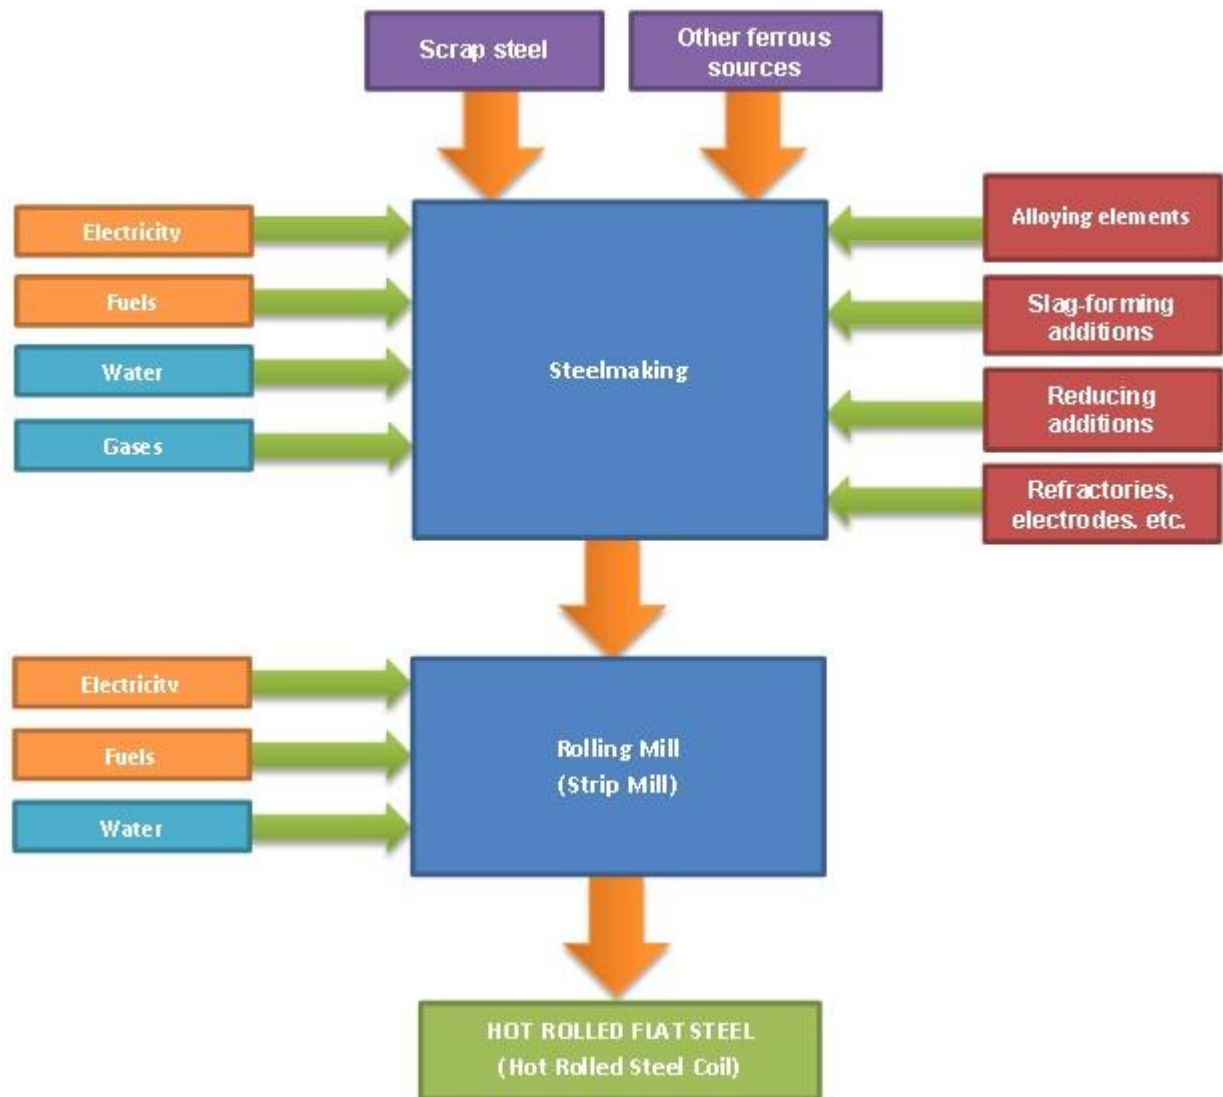 Scrap steel
Other ferrous
sources
Electricity
Fuels
Water
Gases
Steelmaking
Alloying elements
Slag-forming
additions
Reducing
additions
Refractories,
electrodes. etc.
Electricity
Fuels
Water
Rolling Mill
(Strip Mill)
HOT ROLLED FLAT STEEL
(Hot Rolled Steel Coil)